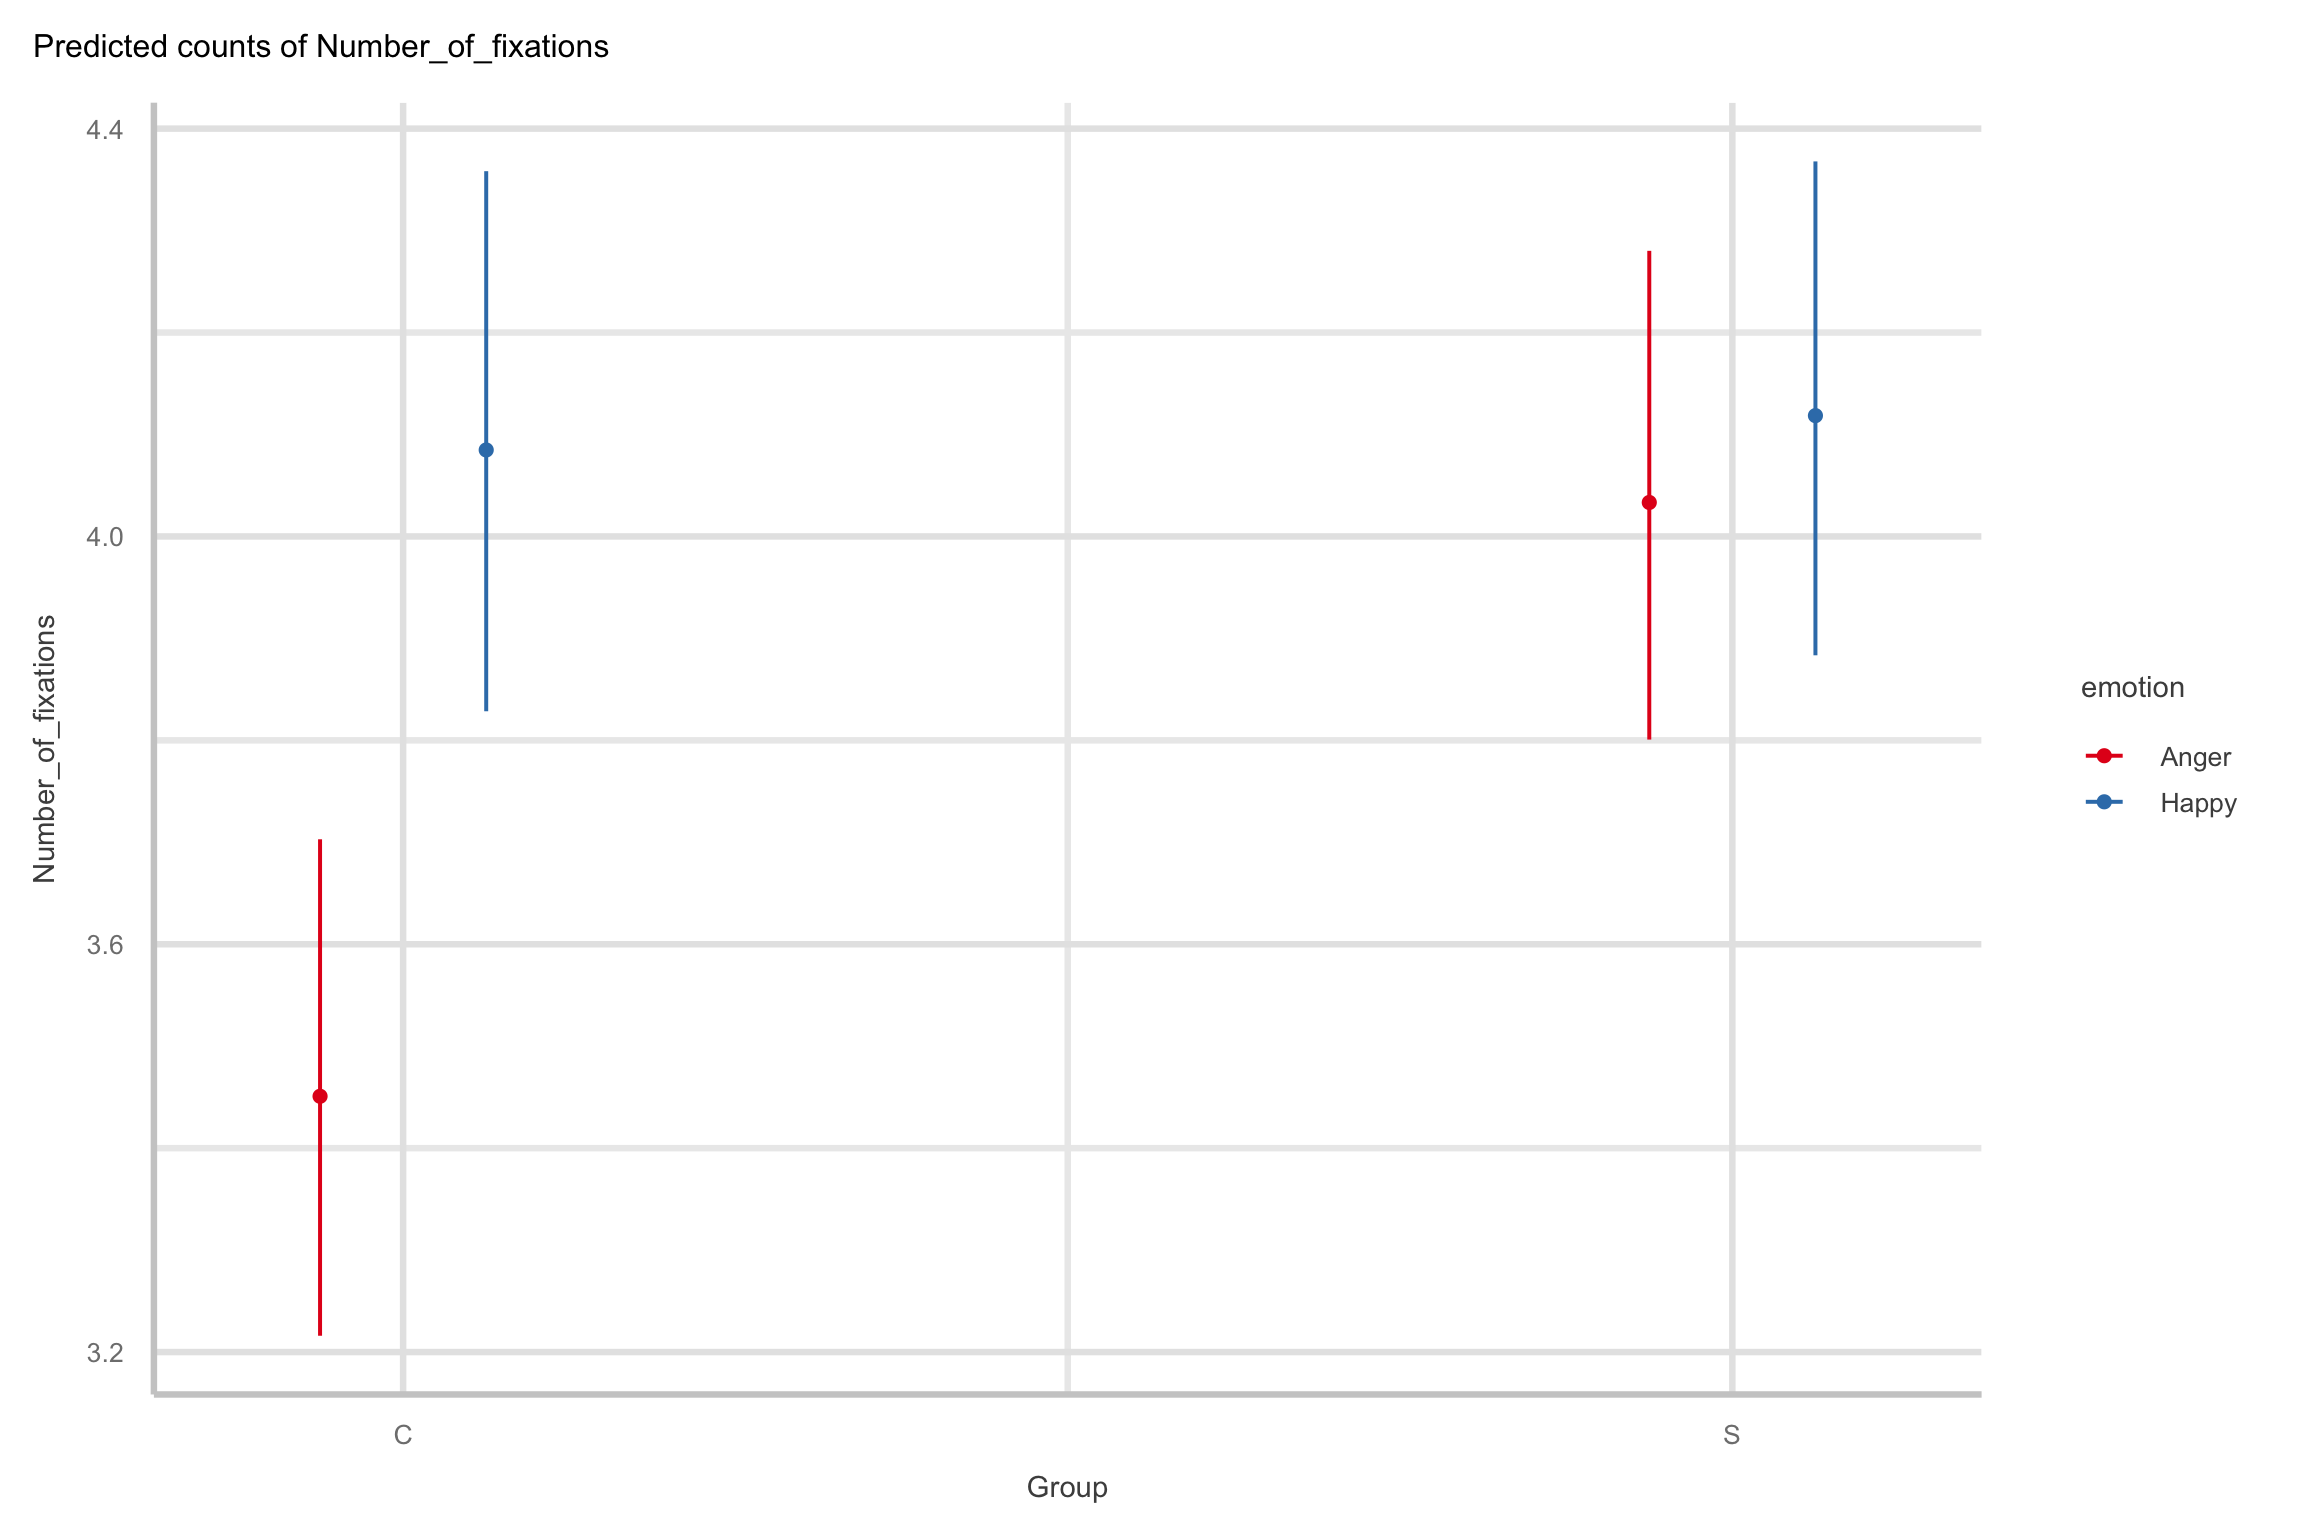 Predicted counts of Number_of_fixations
4.4
4.0
3.6
3.2
Number_of_fixations
C
S
Group
emotion
Anger
Happy